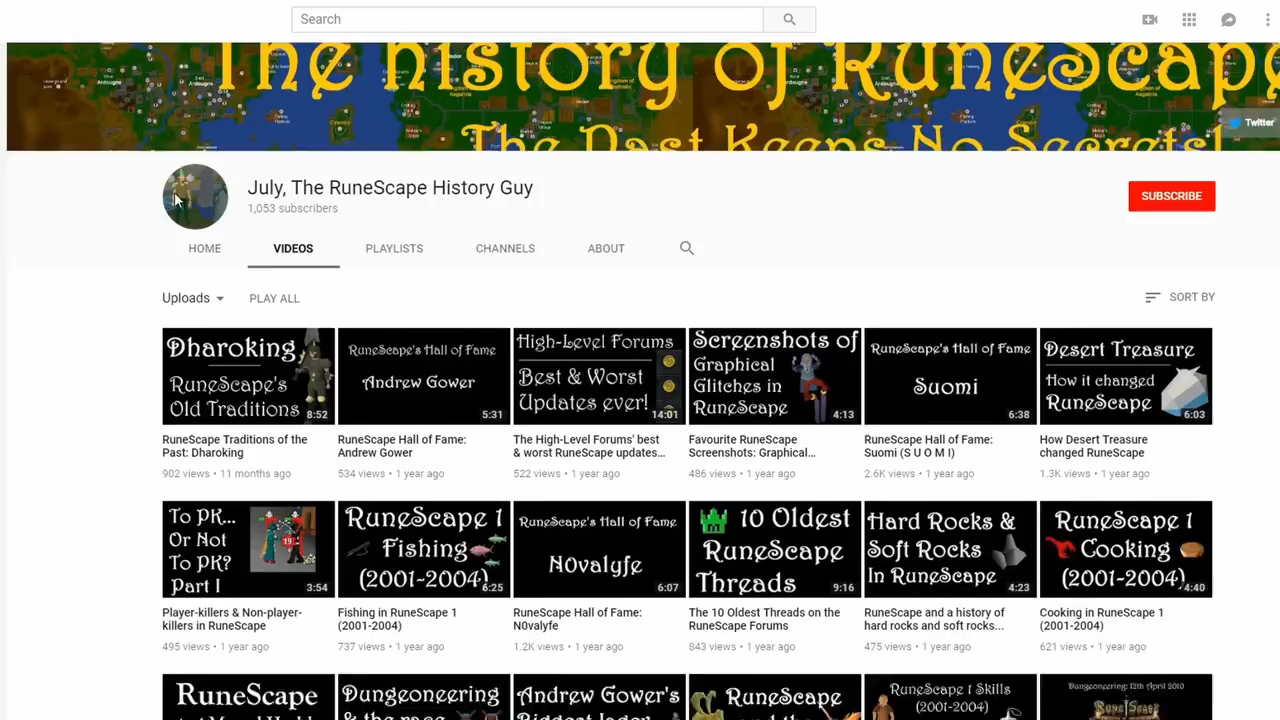 Search
The history of RuneScape
The Past Keeps No Secrets!
Twitter
July, The RuneScape History Guy
1,053 subscribers
SUBSCRIBE
HOME
VIDEOS
PLAYLISTS
CHANNELS
ABOUT
Uploads
PLAY ALL
SORT BY
Dharoking
RuneScape's
Old Traditions
8:52
RuneScape's Hall of Fame
Andrew Gower
5:31
High-Level Forums
Best & Worst
Updates ever!
14:01
Screenshots of
Graphical
Glitches in
RuneScape
4:13
RuneScape's Hall of Fame
Suomi
6:38
Desert Treasure
How it changed
RuneScape
6:03
RuneScape Traditions of the
Past: Dharoking
902 views • 11 months ago
RuneScape Hall of Fame:
Andrew Gower
534 views • 1 year ago
The High-Level Forums' best
& worst RuneScape updates...
522 views • 1 year ago
Favourite RuneScape
Screenshots: Graphical...
486 views • 1 year ago
RuneScape Hall of Fame:
Suomi (S U O M I)
2.6K views • 1 year ago
How Desert Treasure
changed RuneScape
1.3K views • 1 year ago
To PK...
Or Not
To PK?
Part I
3:54
RuneScape 1
Fishing
(2001-2004)
6:25
RuneScape's Hall of Fame
N0valyfe
6:07
10 Oldest
RuneScape
Threads
9:16
Hard Rocks &
Soft Rocks
In RuneScape
4:23
RuneScape 1
Cooking
(2001-2004)
4:40
Player-killers & Non-player-
killers in RuneScape
495 views • 1 year ago
Fishing in RuneScape 1
(2001-2004)
737 views • 1 year ago
RuneScape Hall of Fame:
N0valyfe
1.2K views • 1 year ago
The 10 Oldest Threads on the
RuneScape Forums
843 views • 1 year ago
RuneScape and a history of
hard rocks and soft rocks...
475 views • 1 year ago
Cooking in RuneScape 1
(2001-2004)
621 views • 1 year ago
RuneScape
Dungeoneering
Andrew Gower's
RuneScape
RuneScape 1 Skills
(2001-2004)
Dungeoneering: 12th April 2010
RuneScape